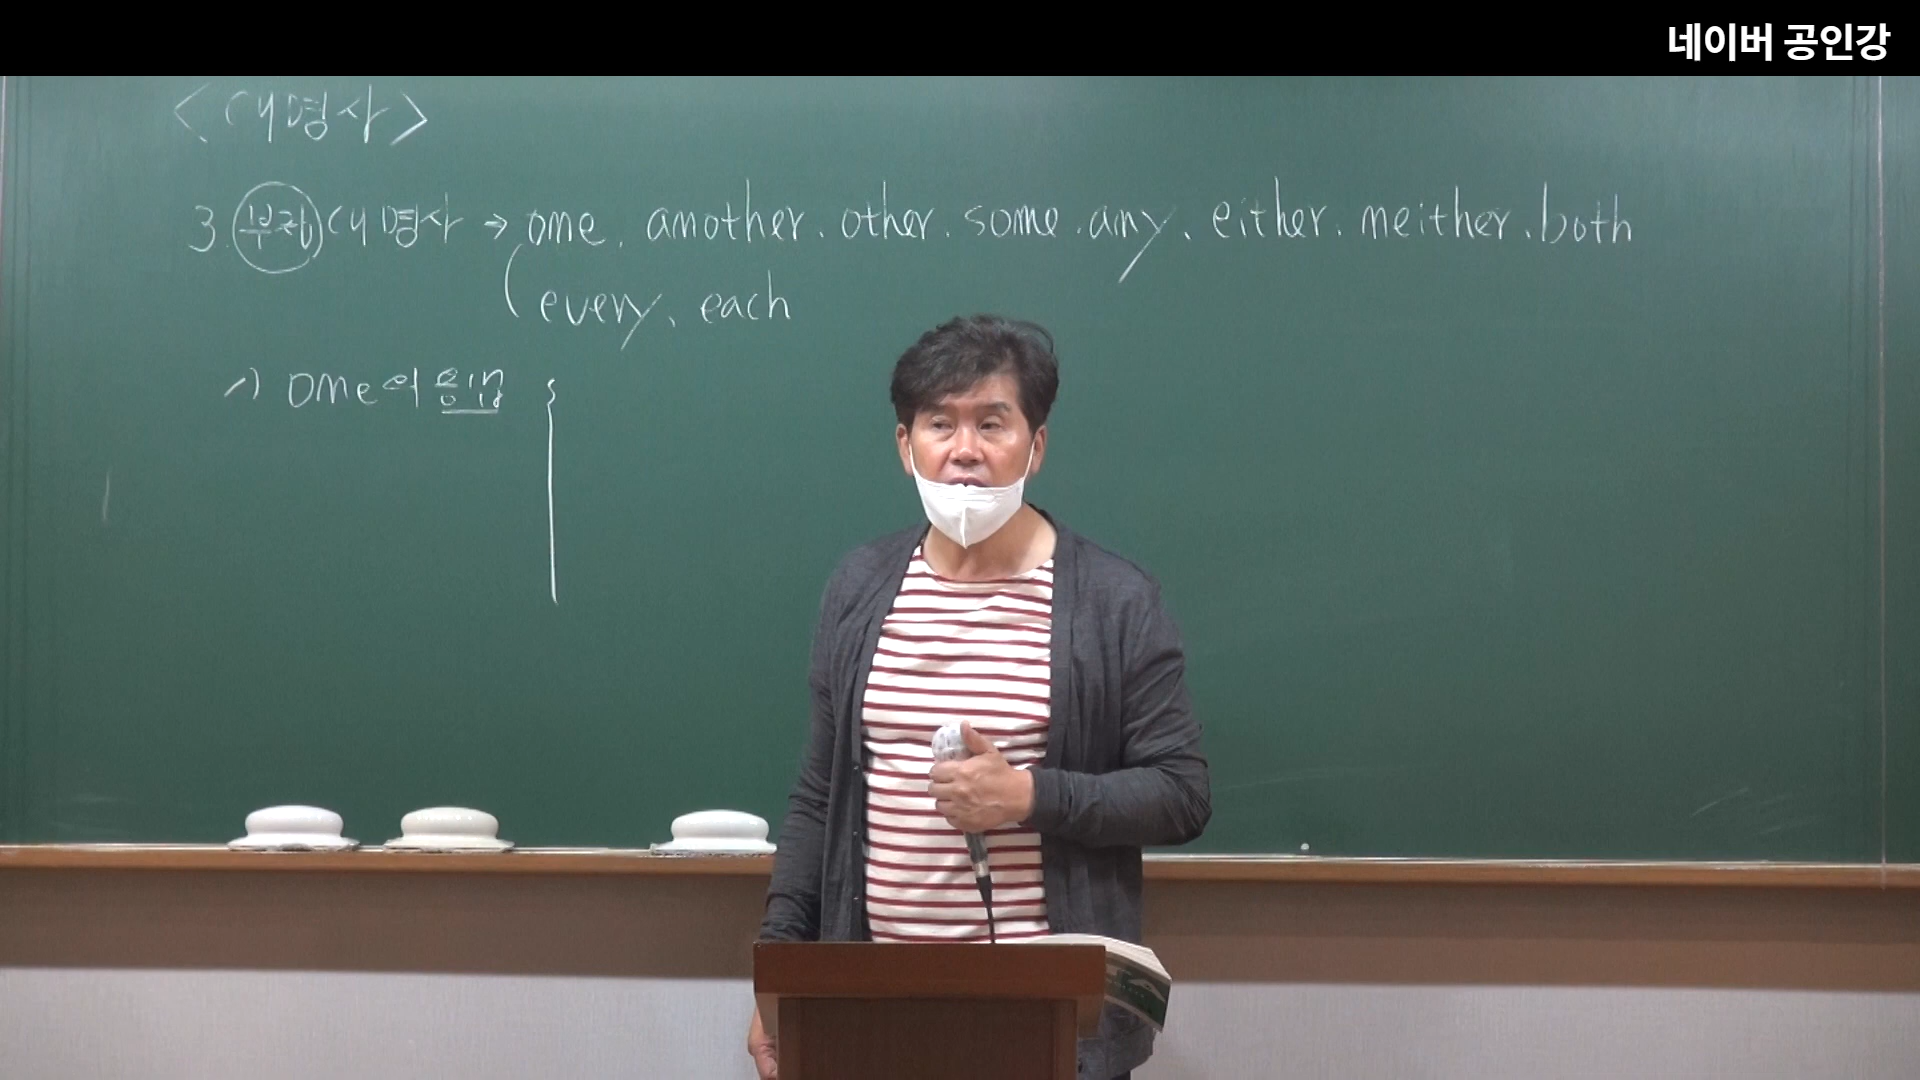 네이버 공인강
<대명사>
3. 부정대명사 → one. another. other. some. any. either. neither. both
every. each
1) one의 용법